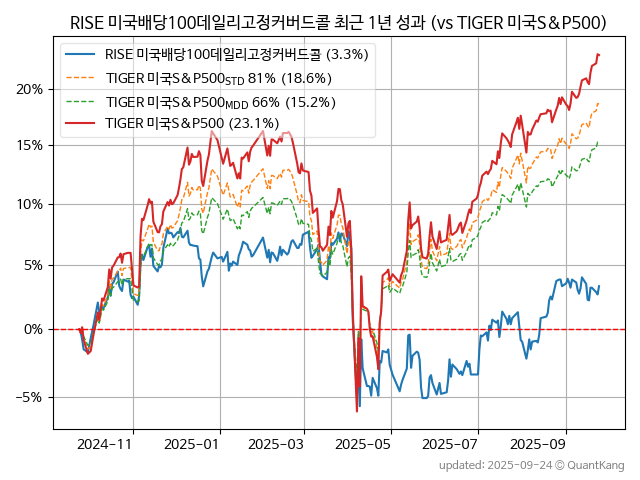 RISE 미국배당100데일리고정커버드콜 최근 1년 성과 (vs TIGER 미국S&P500)
RISE 미국배당100데일리고정커버드콜 (3.3%)
TIGER 미국S&P500STD 81% (18.6%)
TIGER 미국S&P500MDD 66% (15.2%)
TIGER 미국S&P500 (23.1%)
20%
15%
10%
5%
0%
−5%
2024-11
2025-01
2025-03
2025-05
2025-07
2025-09
updated: 2025-09-24 © QuantKang